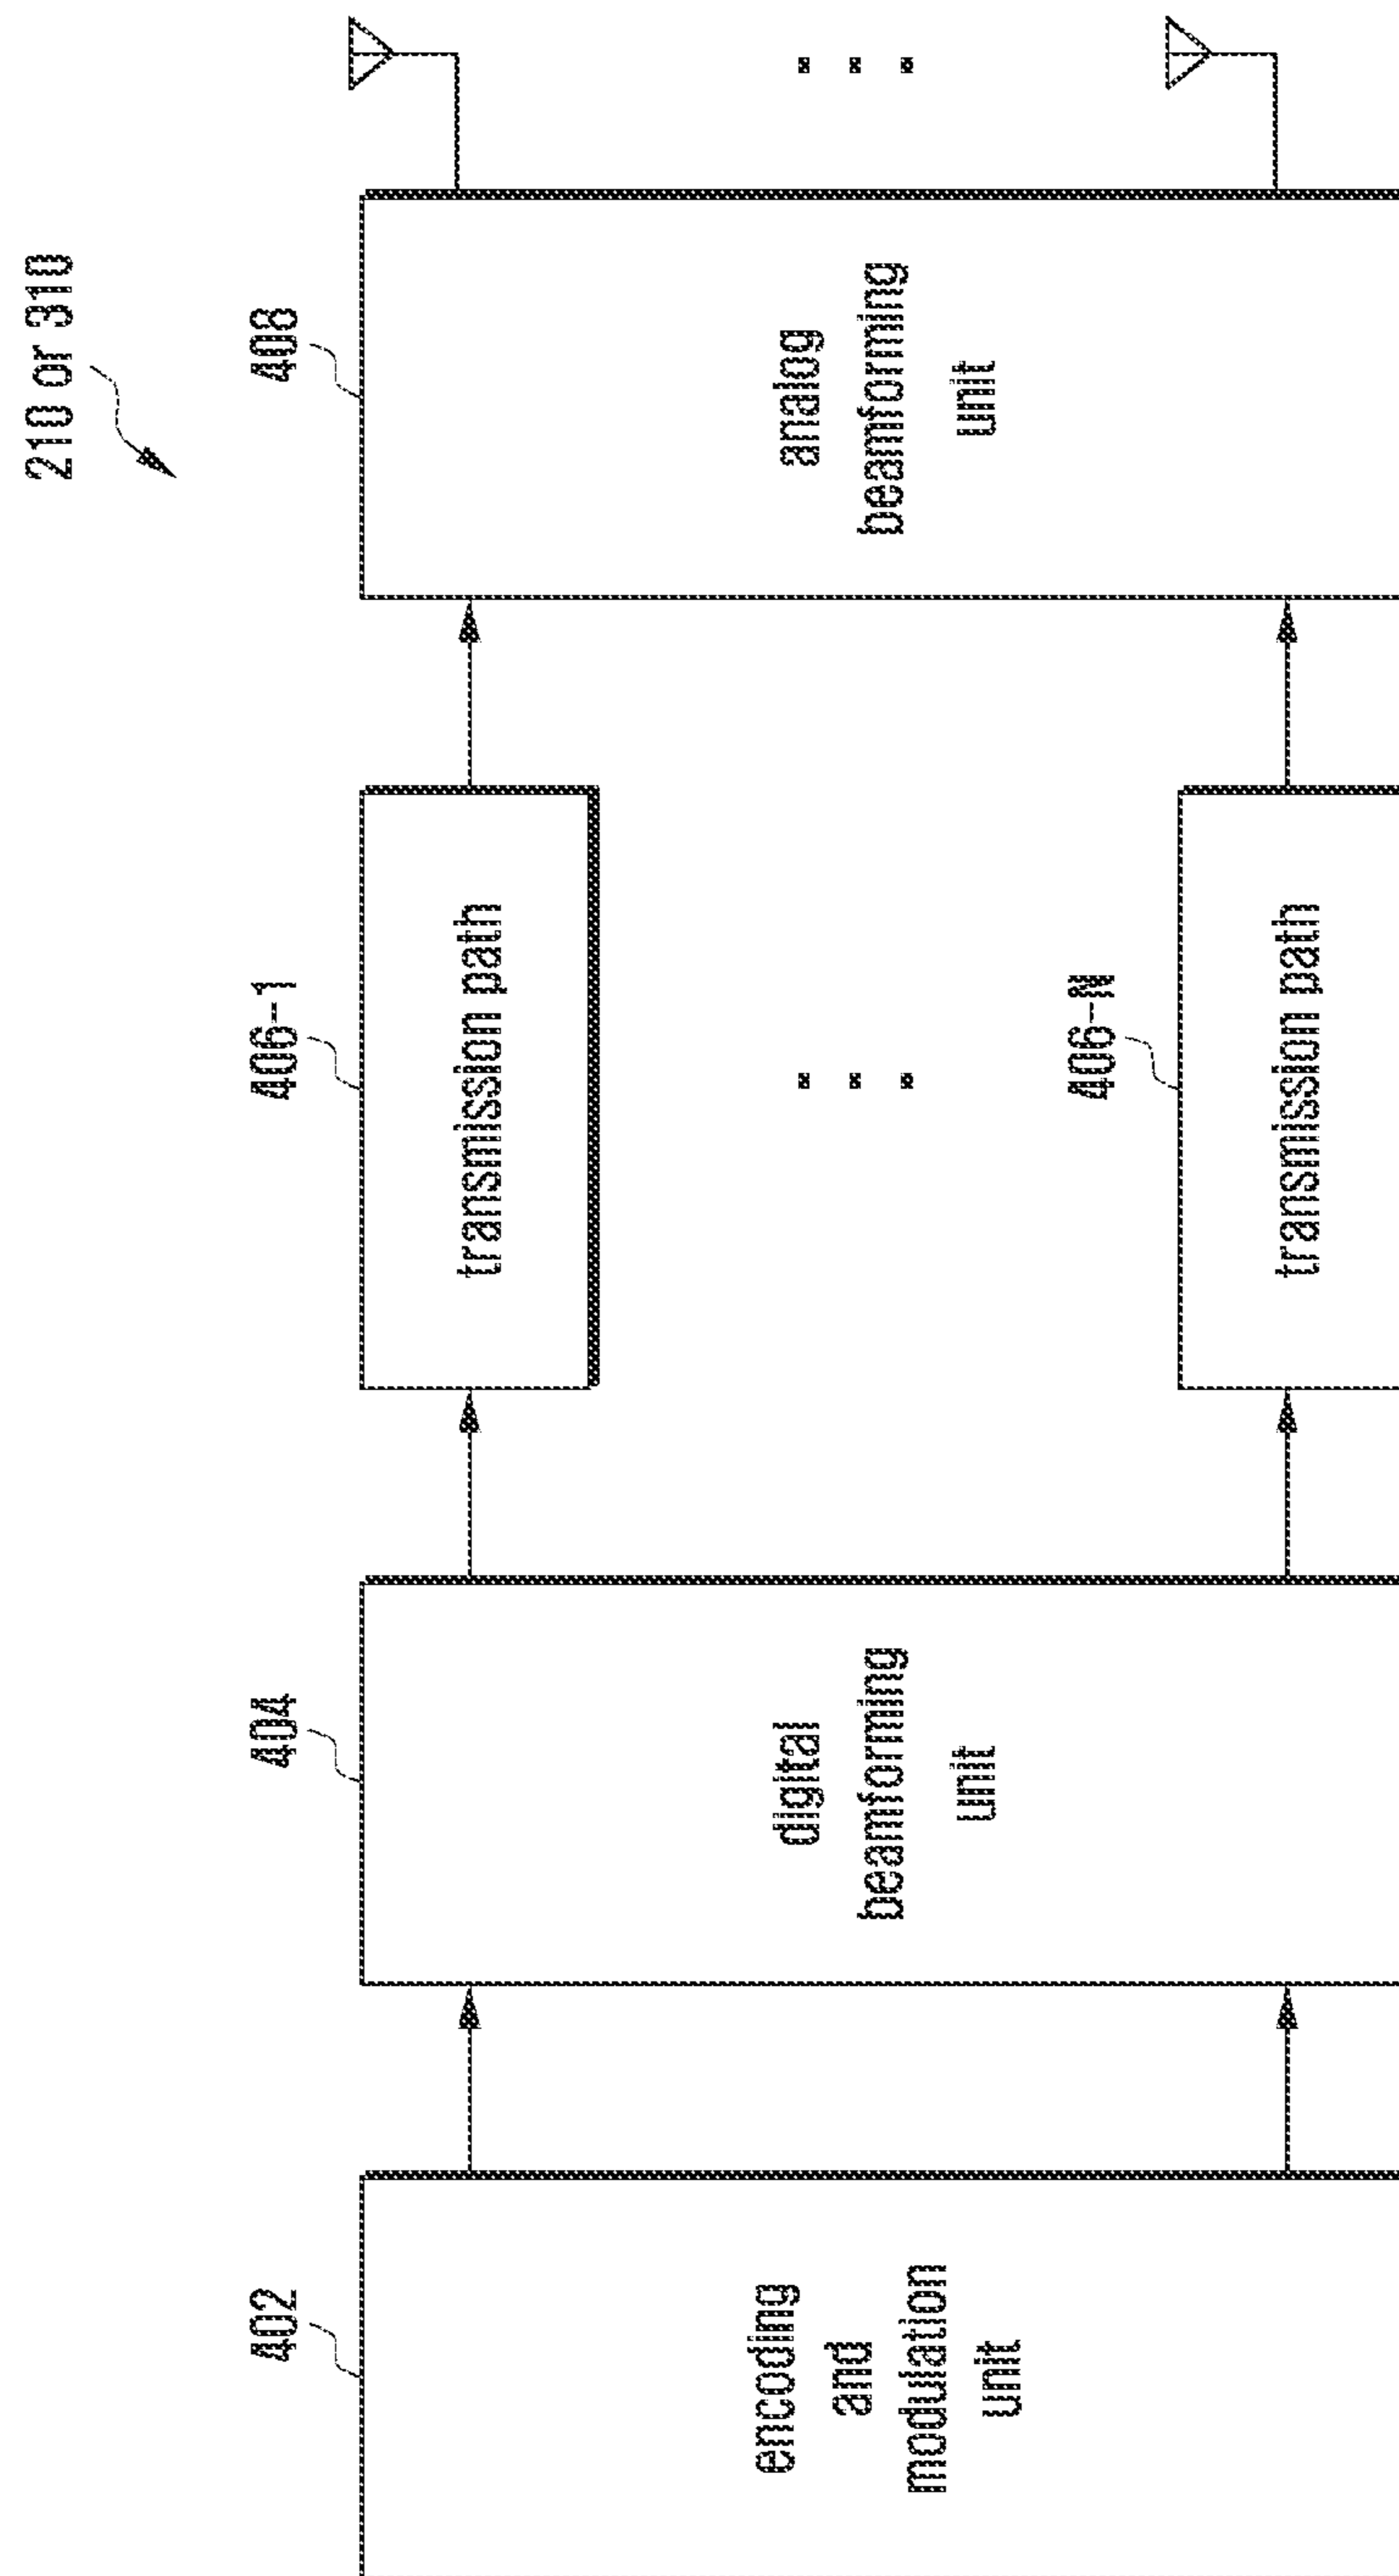 210 or 310
402
encoding
and
modulation
unit
404
digital
beamforming
unit
406-1
transmission path
406-N
transmission path
408
analog
beamforming
unit